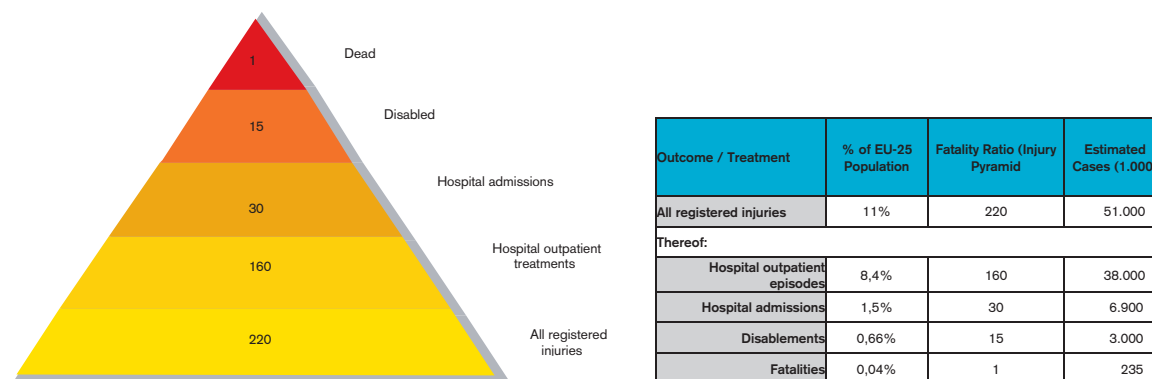 1
Dead
15
Disabled
30
Hospital admissions
160
Hospital outpatient
treatments
220
All registered
injuries
Outcome / Treatment
% of EU-25
Population
Fatality Ratio (Injury
Pyramid
Estimated
Cases (1.000
All registered injuries 11% 220 51.000
Thereof:
Hospital outpatient
episodes 8,4% 160 38.000
Hospital admissions 1,5% 30 6.900
Disablements 0,66% 15 3.000
Fatalities 0,04% 1 235